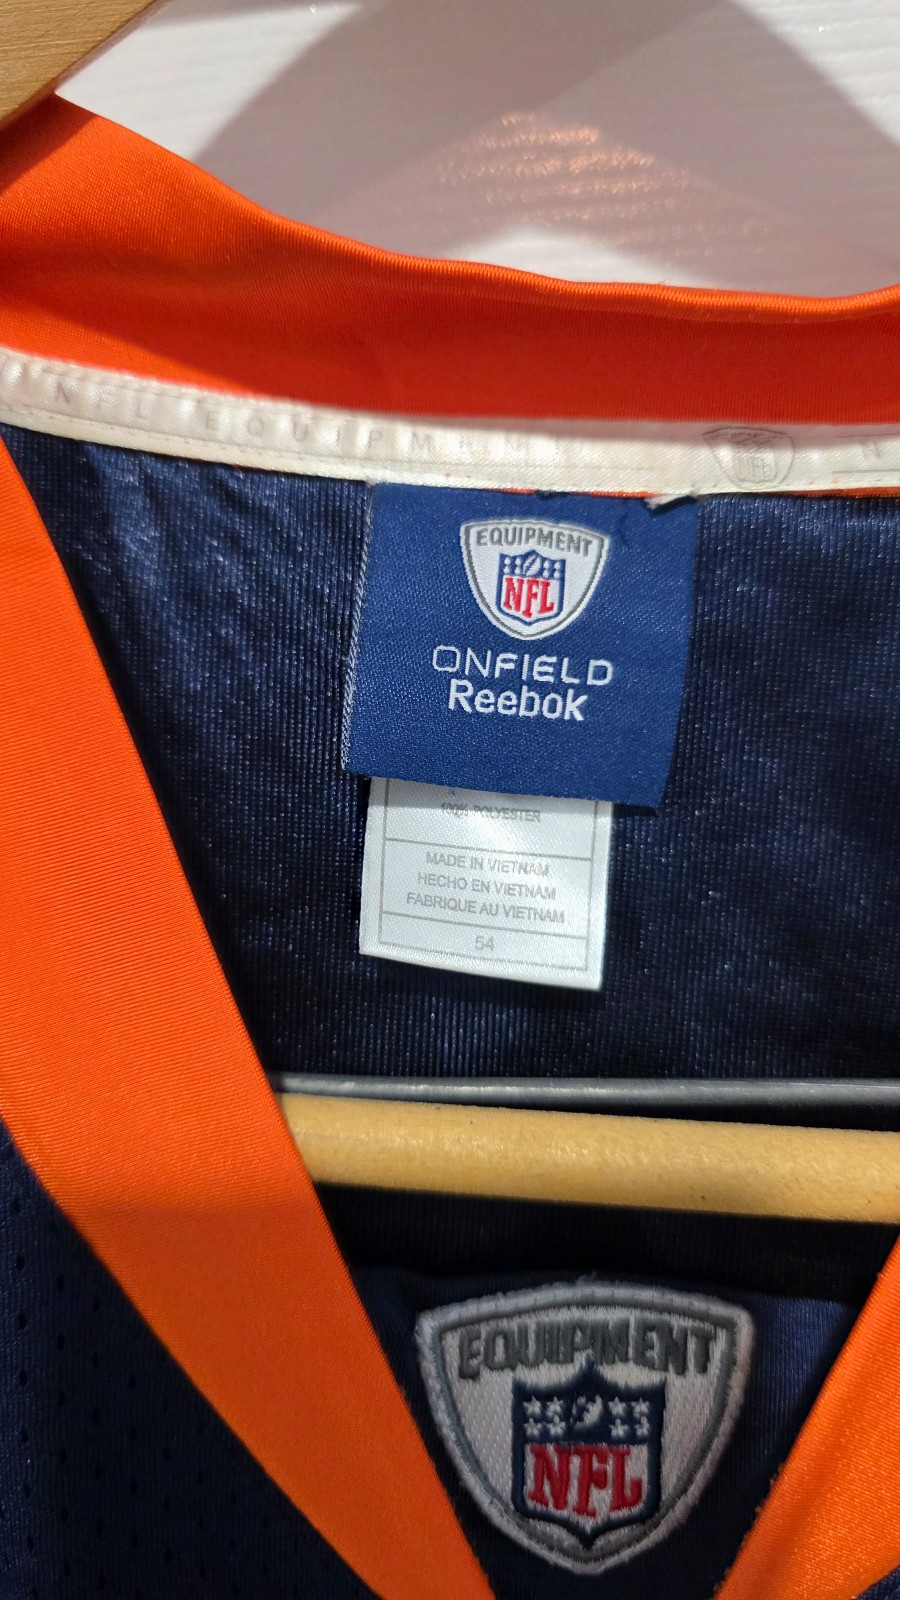 NFL EQUIPMENT
NFL
N
EQUIPMENT
NFL
ONFIELD
Reebok
100% POLYESTER
MADE IN VIETNAM
HECHO EN VIETNAM
FABRIQUE AU VIETNAM
54
EQUIPMENT
NFL